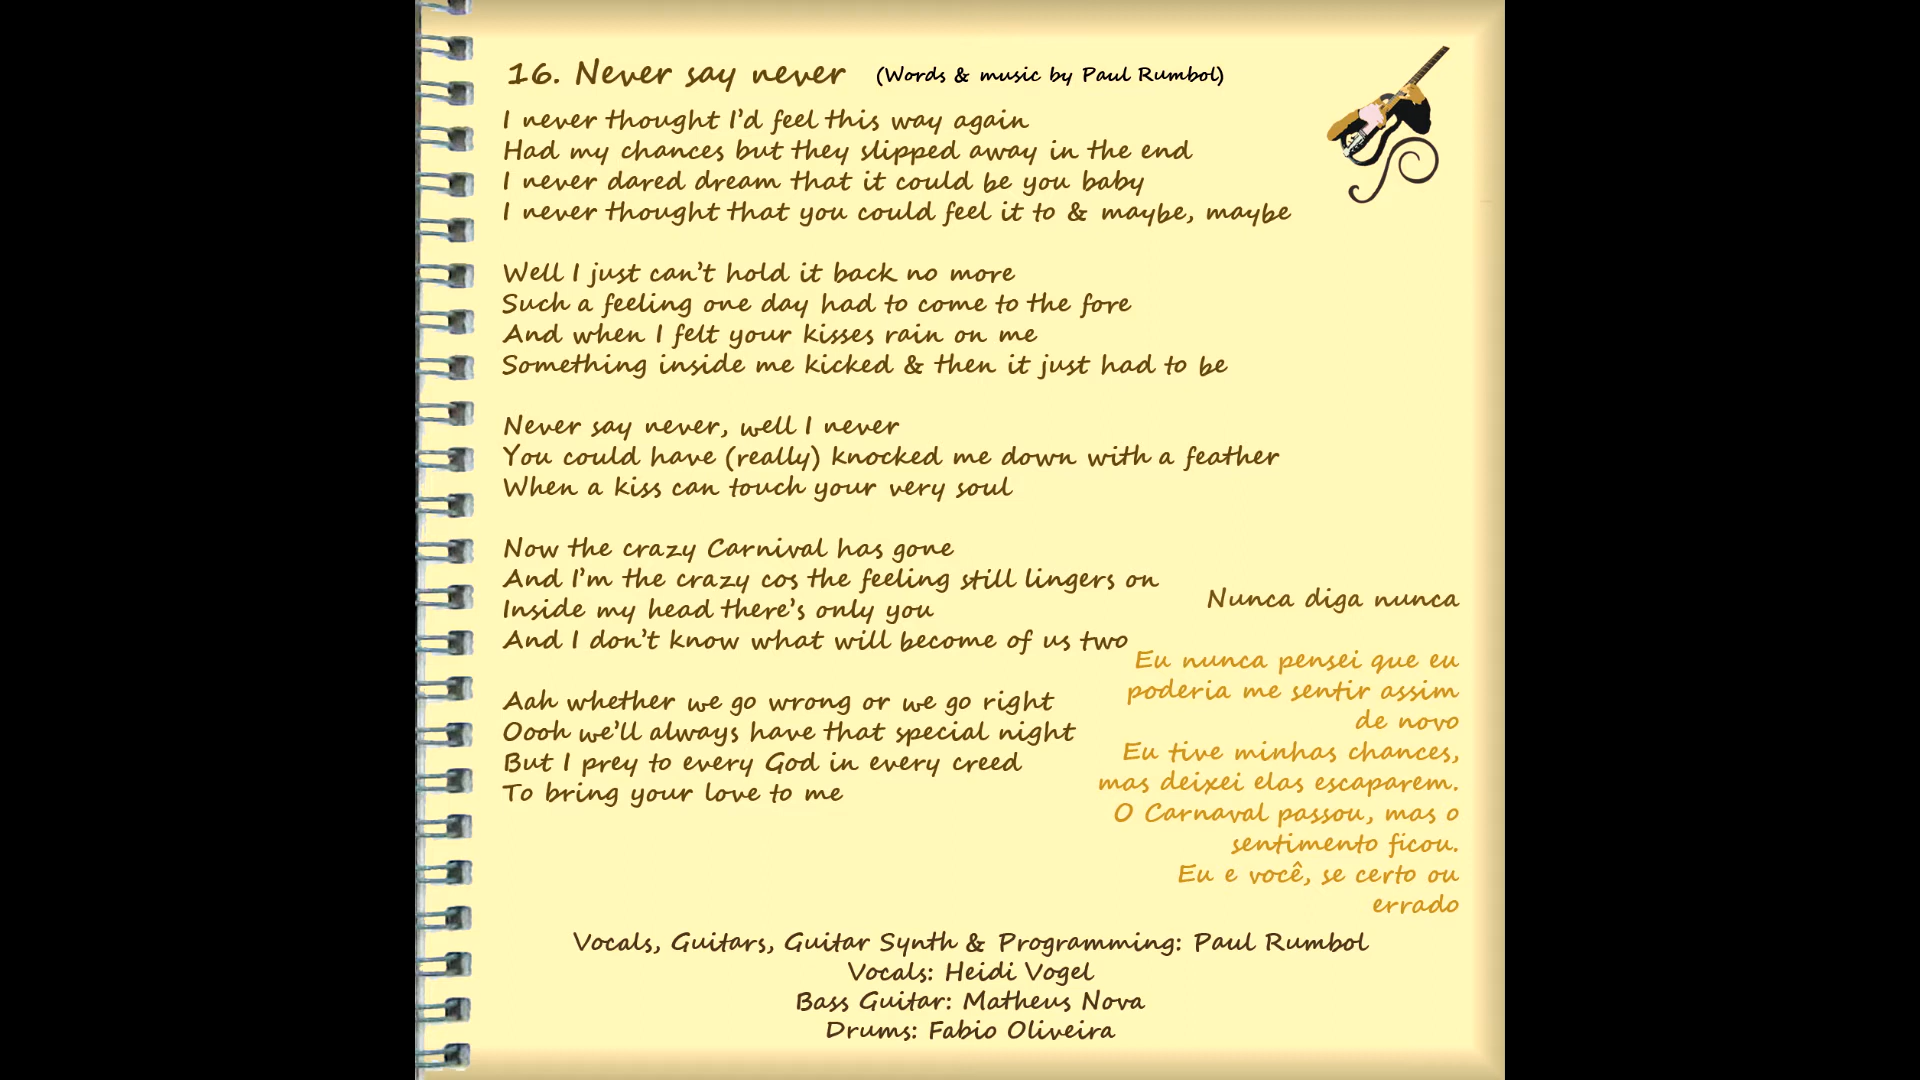 16. Never say never (Words & music by Paul Rumbol)
I never thought I'd feel this way again
Had my chances but they slipped away in the end
I never dared dream that it could be you baby
I never thought that you could feel it to & maybe, maybe
Well I just can't hold it back no more
Such a feeling one day had to come to the fore
And when I felt your kisses rain on me
Something inside me kicked & then it just had to be
Never say never, well I never
You could have (really) knocked me down with a feather
When a kiss can touch your very soul
Now the crazy Carnival has gone
And I'm the crazy cos the feeling still lingers on
Inside my head there's only you
And I don't know what will become of us two
Aah whether we go wrong or we go right
Oooh we'll always have that special night
But I prey to every God in every creed
To bring your love to me
Nunca diga nunca
Eu nunca pensei que eu
poderia me sentir assim
de novo
Eu tive minhas chances,
mas deixei elas escaparem.
O Carnaval passou, mas o
sentimento ficou.
Eu e você, se certo ou
errado
Vocals, Guitars, Guitar Synth & Programming: Paul Rumbol
Vocals: Heidi Vogel
Bass Guitar: Matheus Nova
Drums: Fabio Oliveira